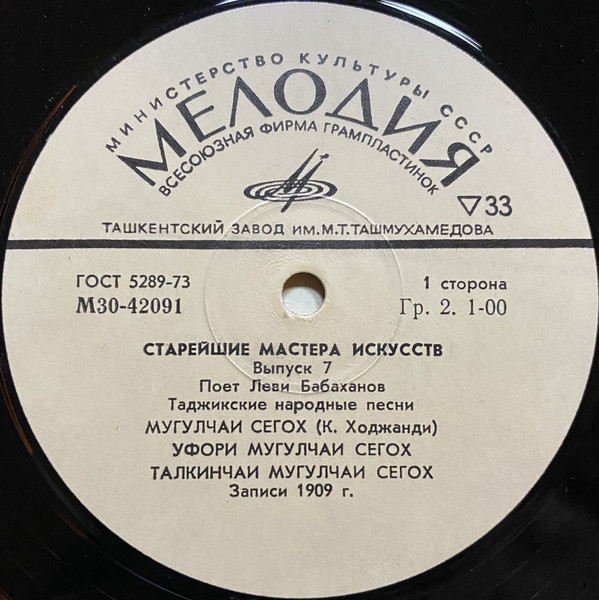 МИНИСТЕРСТВО КУЛЬТУРЫ СССР
МЕЛОДИЯ
ВСЕСОЮЗНАЯ ФИРМА ГРАМПЛАСТИНОК
▽33
ТАШКЕНТСКИЙ ЗАВОД ИМ.М.Т.ТАШМУХАМЕДОВА
ГОСТ 5289-73
М30-42091
1 сторона
Гр. 2. 1-00
СТАРЕЙШИЕ МАСТЕРА ИСКУССТВ
Выпуск 7
Поет Леви Бабаханов
Таджикские народные песни
МУГУЛЧАИ СЕГОХ (К. Ходжанди)
УФОРИ МУГУЛЧАИ СЕГОХ
ТАЛКИНЧАИ МУГУЛЧАИ СЕГОХ
Записи 1909 г.